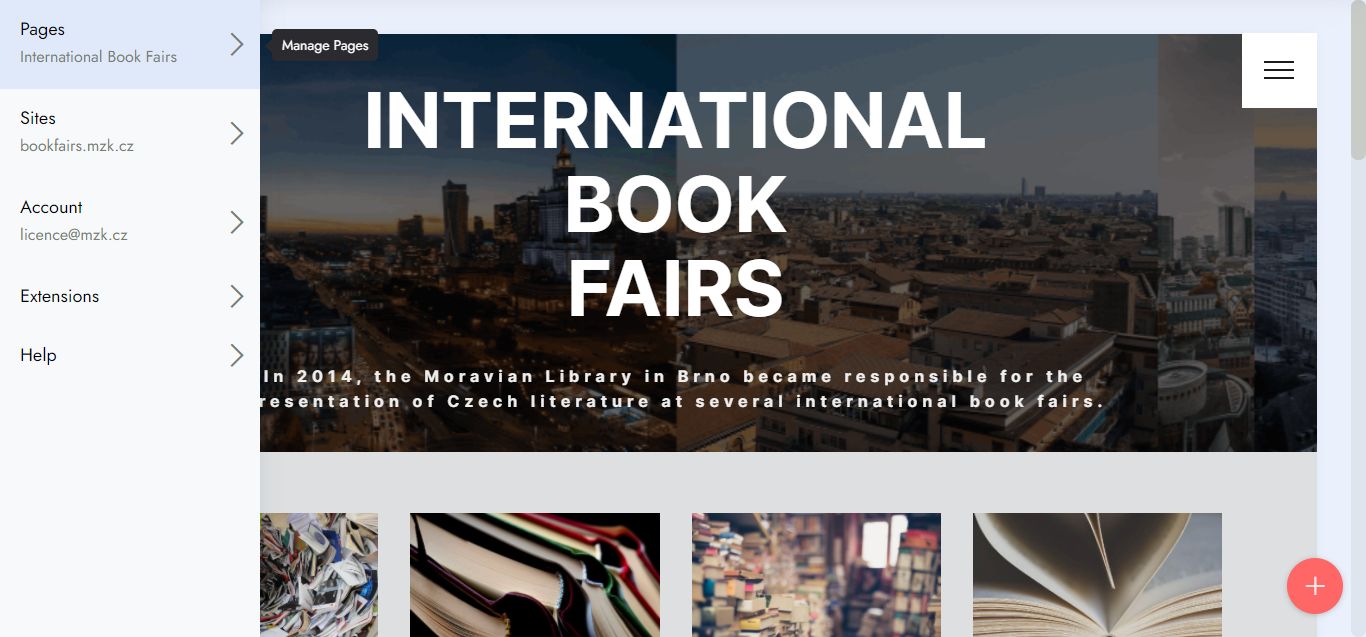 Pages
International Book Fairs
Manage Pages
Sites
bookfairs.mzk.cz
Account
licence@mzk.cz
Extensions
Help
INTERNATIONAL
BOOK
FAIRS
In 2014, the Moravian Library in Brno became responsible for the
resentation of Czech literature at several international book fairs.